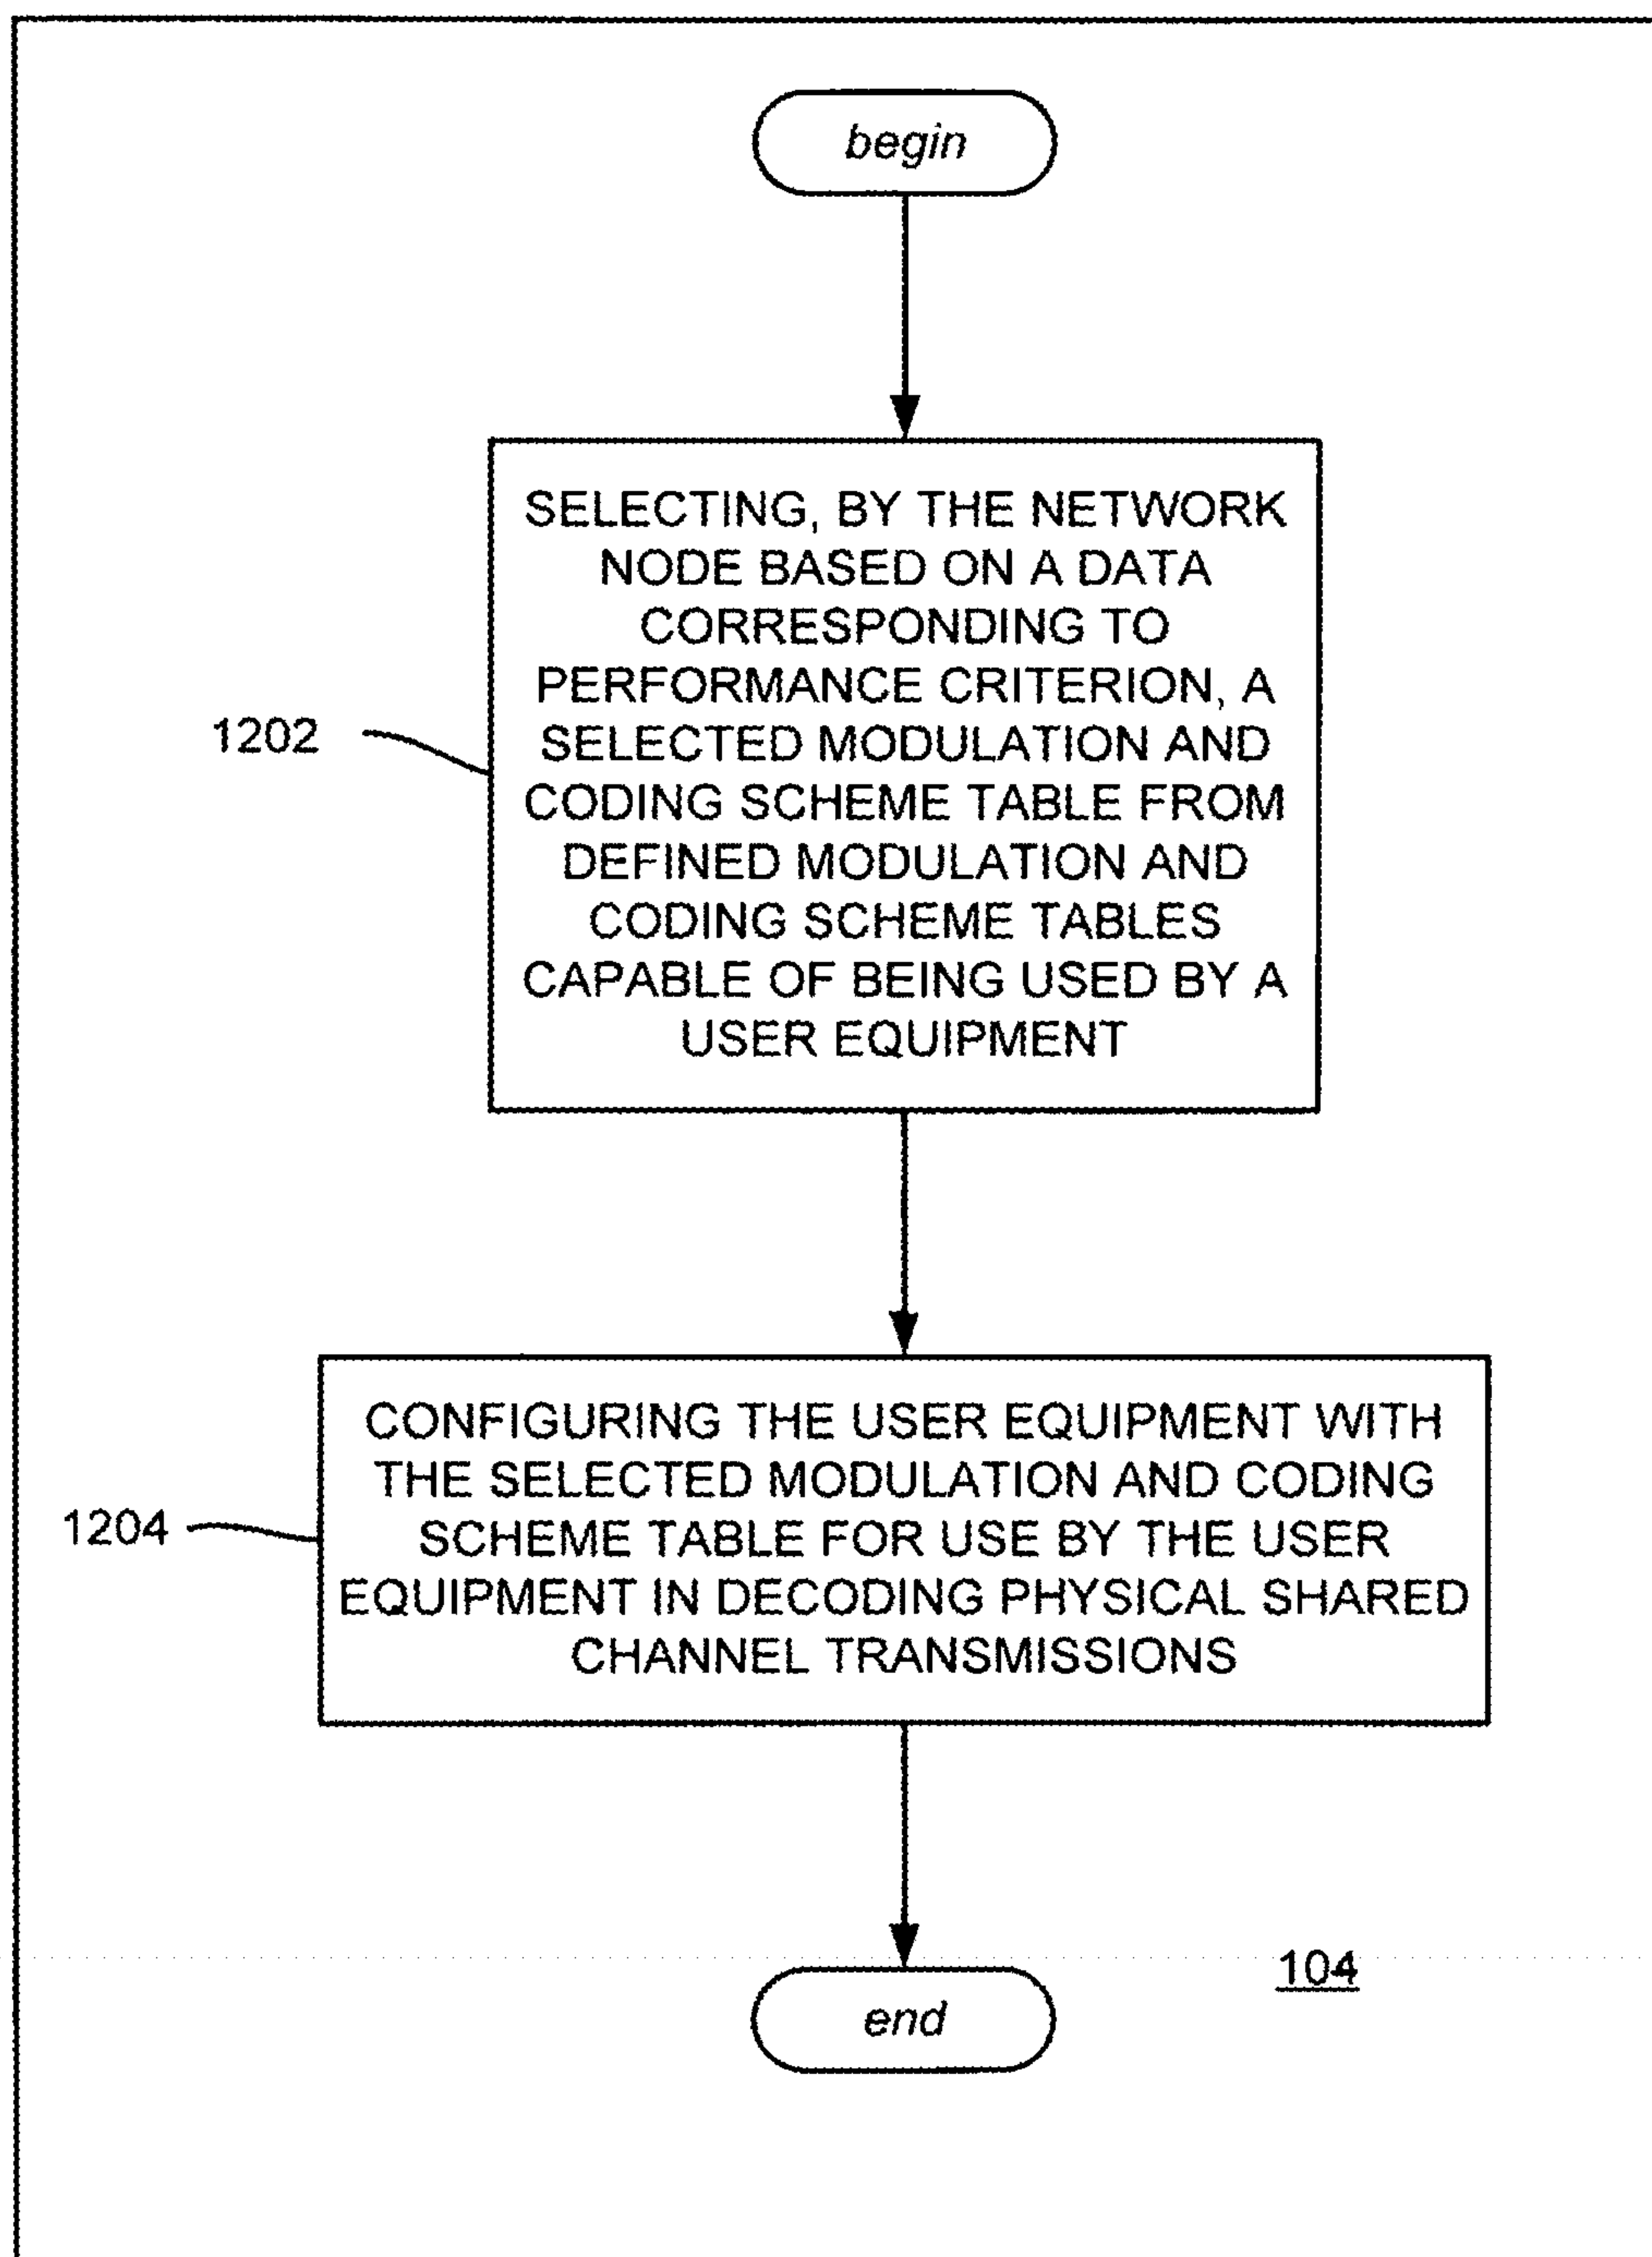 begin
SELECTING, BY THE NETWORK
NODE BASED ON A DATA
CORRESPONDING TO
PERFORMANCE CRITERION, A
SELECTED MODULATION AND
CODING SCHEME TABLE FROM
DEFINED MODULATION AND
CODING SCHEME TABLES
CAPABLE OF BEING USED BY A
USER EQUIPMENT
1202
CONFIGURING THE USER EQUIPMENT WITH
THE SELECTED MODULATION AND CODING
SCHEME TABLE FOR USE BY THE USER
EQUIPMENT IN DECODING PHYSICAL SHARED
CHANNEL TRANSMISSIONS
1204
104
end